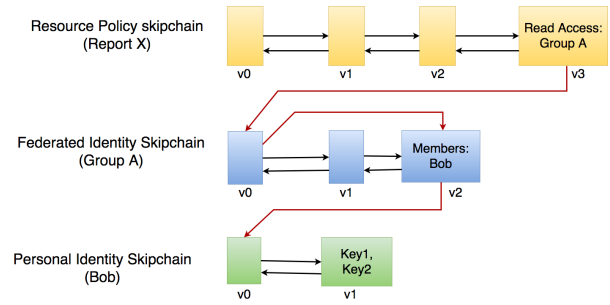 Resource Policy skipchain
(Report X)
Read Access:
Group A
v0
v1
v2
v3
Federated Identity Skipchain
(Group A)
Members:
Bob
v0
v1
v2
Personal Identity Skipchain
(Bob)
Key1,
Key2
v0
v1